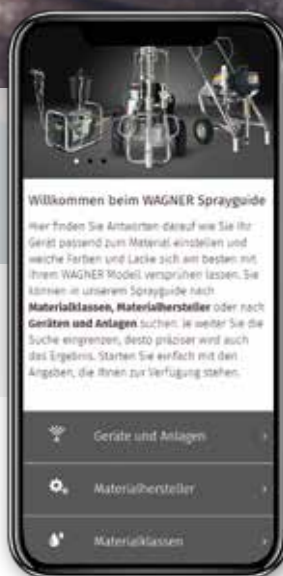 Willkommen beim WAGNER Sprayguide
Hier finden Sie Antworten darauf wie Sie Ihr
Gerät passend zum Material einstellen und
welche Farben und Lacke sich am besten mit
Ihrem WAGNER Modell versprühen lassen. Sie
können in unserem Sprayguide nach
Materialklassen, Materialhersteller oder nach
Geräten und Anlagen suchen. Je weiter Sie die
Suche eingrenzen, desto präziser wird auch
das Ergebnis. Starten Sie einfach mit den
Angaben, die Ihnen zur Verfügung stehen.
Geräte und Anlagen
Materialhersteller
Materialklassen